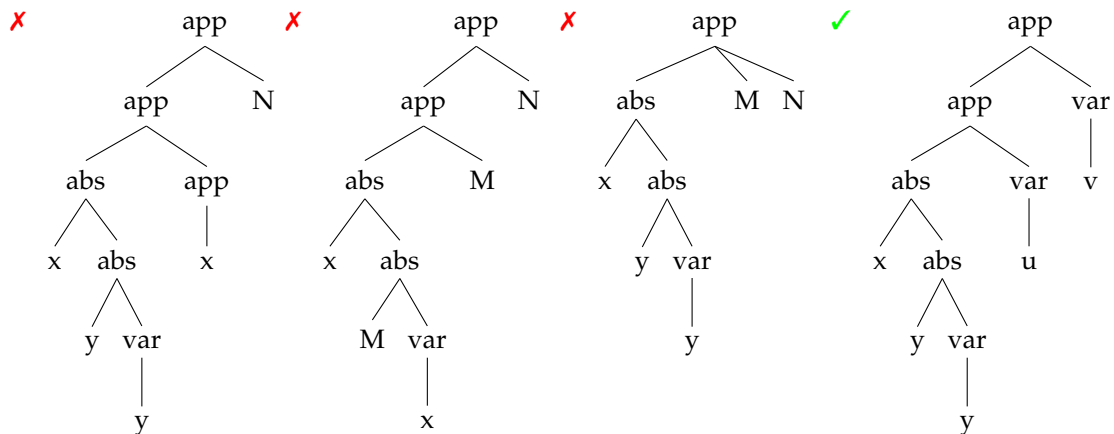 ✗ app ✗ app ✗ app ✓ app
app N app N abs M N app var
abs app abs M x abs abs var v
x abs x x abs y var x abs u
y var M var y y var
y x y